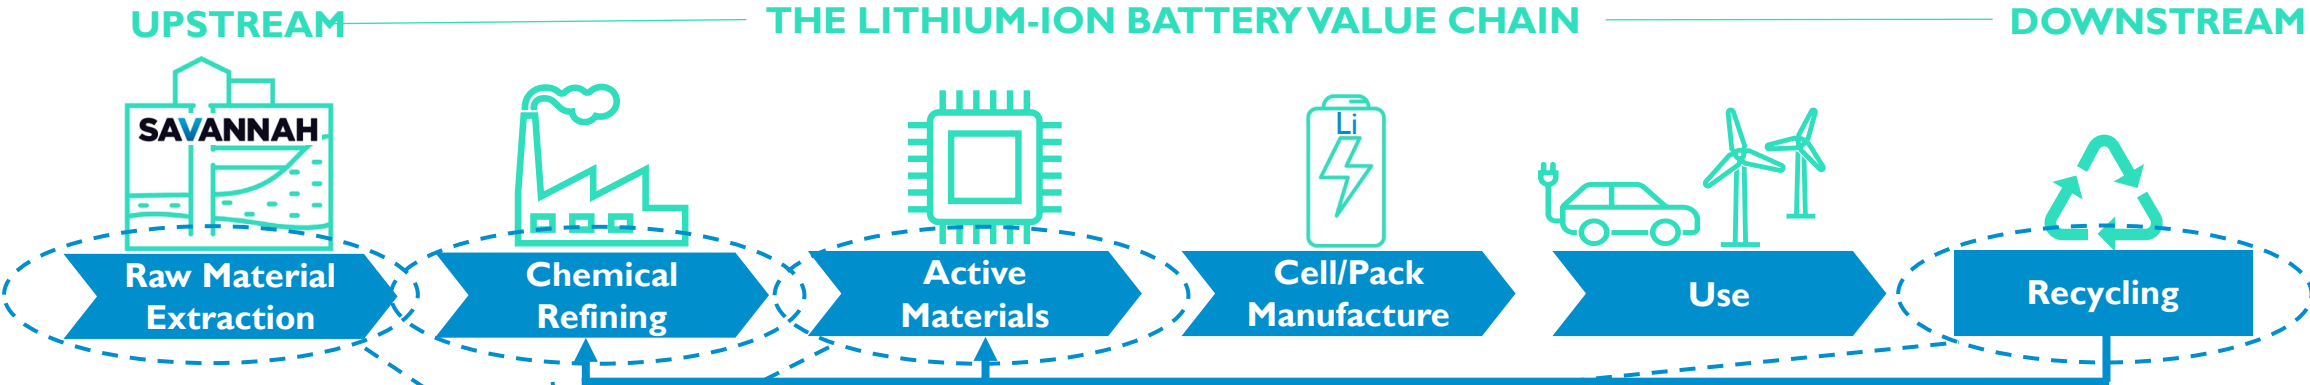 UPSTREAM
THE LITHIUM-ION BATTERY VALUE CHAIN
DOWNSTREAM
SAVANNAH
Li
Raw Material
Extraction
Chemical
Refining
Active
Materials
Cell/Pack
Manufacture
Use
Recycling